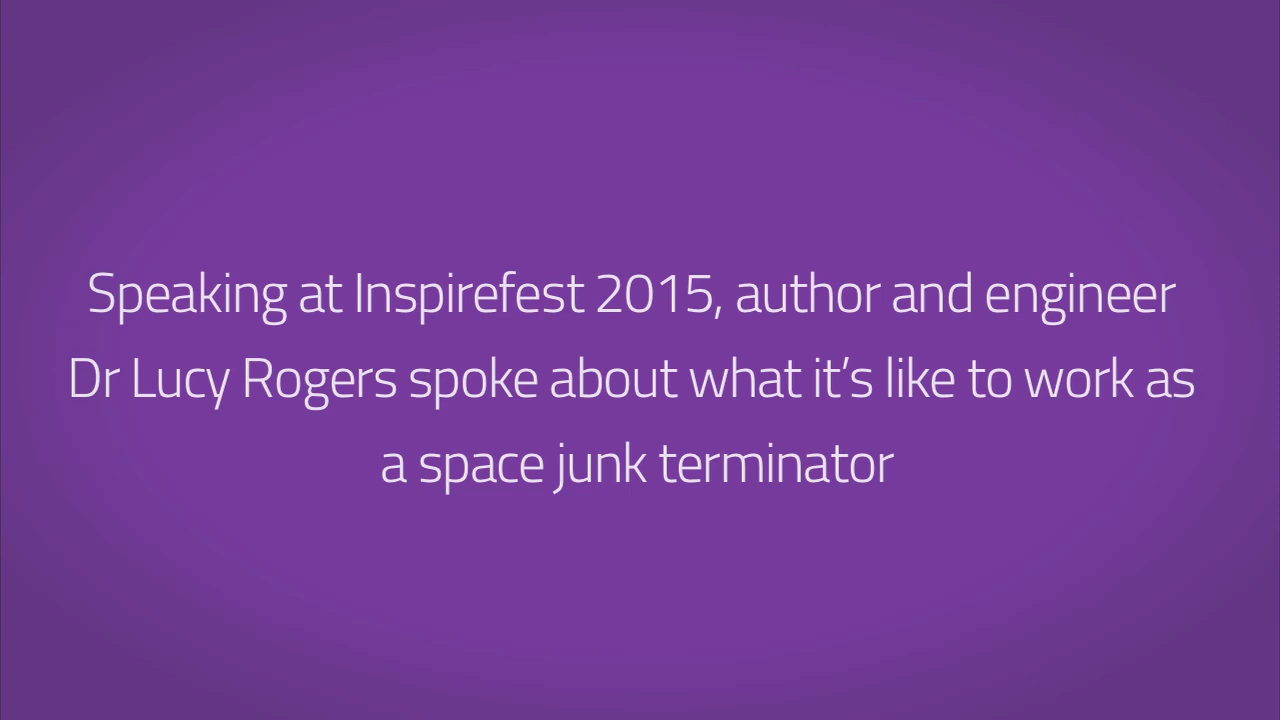 Speaking at Inspirefest 2015, author and engineer
Dr Lucy Rogers spoke about what it’s like to work as
a space junk terminator